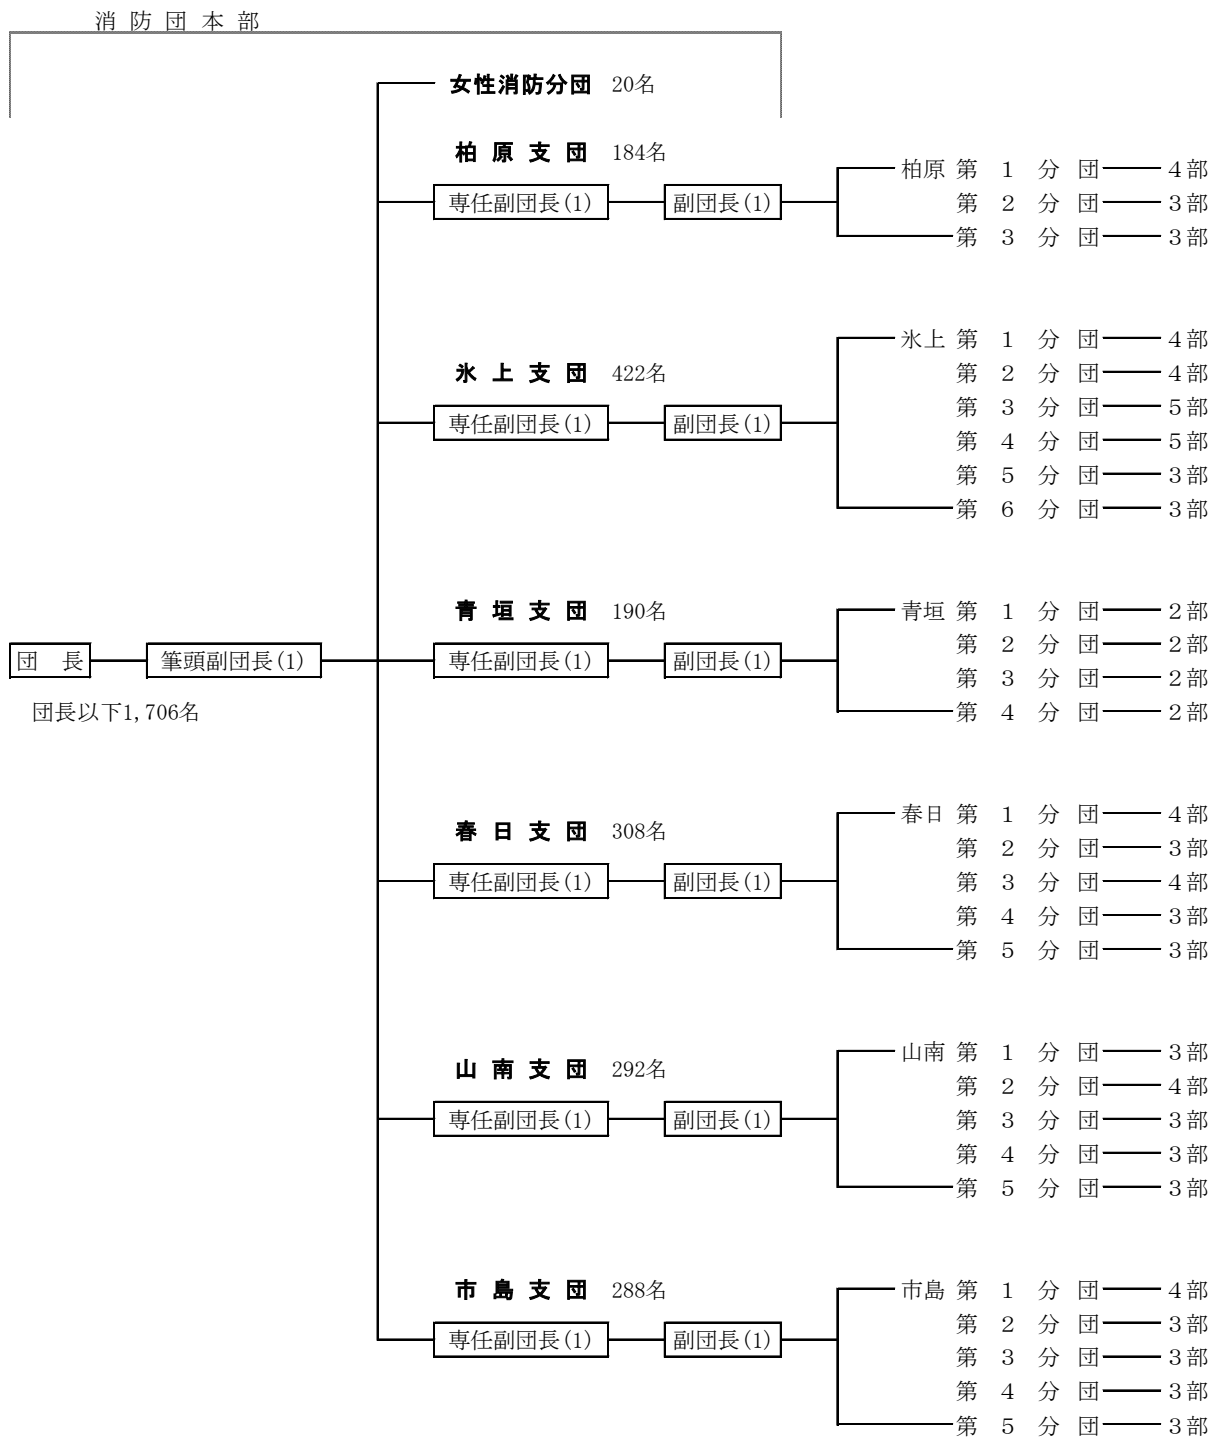 消防団本部
女性消防分団 20名
柏原支団 184名
専任副団長(1) 副団長(1)
柏原 第 1 分 団 4部
第 2 分 団 3部
第 3 分 団 3部
氷上支団 422名
専任副団長(1) 副団長(1)
氷上 第 1 分 団 4部
第 2 分 団 4部
第 3 分 団 5部
第 4 分 団 5部
第 5 分 団 3部
第 6 分 団 3部
団長 筆頭副団長(1)
団長以下1,706名
青垣支団 190名
専任副団長(1) 副団長(1)
青垣 第 1 分 団 2部
第 2 分 団 2部
第 3 分 団 2部
第 4 分 団 2部
春日支団 308名
専任副団長(1) 副団長(1)
春日 第 1 分 団 4部
第 2 分 団 3部
第 3 分 団 4部
第 4 分 団 3部
第 5 分 団 3部
山南支団 292名
専任副団長(1) 副団長(1)
山南 第 1 分 団 3部
第 2 分 団 4部
第 3 分 団 3部
第 4 分 団 3部
第 5 分 団 3部
市島支団 288名
専任副団長(1) 副団長(1)
市島 第 1 分 団 4部
第 2 分 団 3部
第 3 分 団 3部
第 4 分 団 3部
第 5 分 団 3部